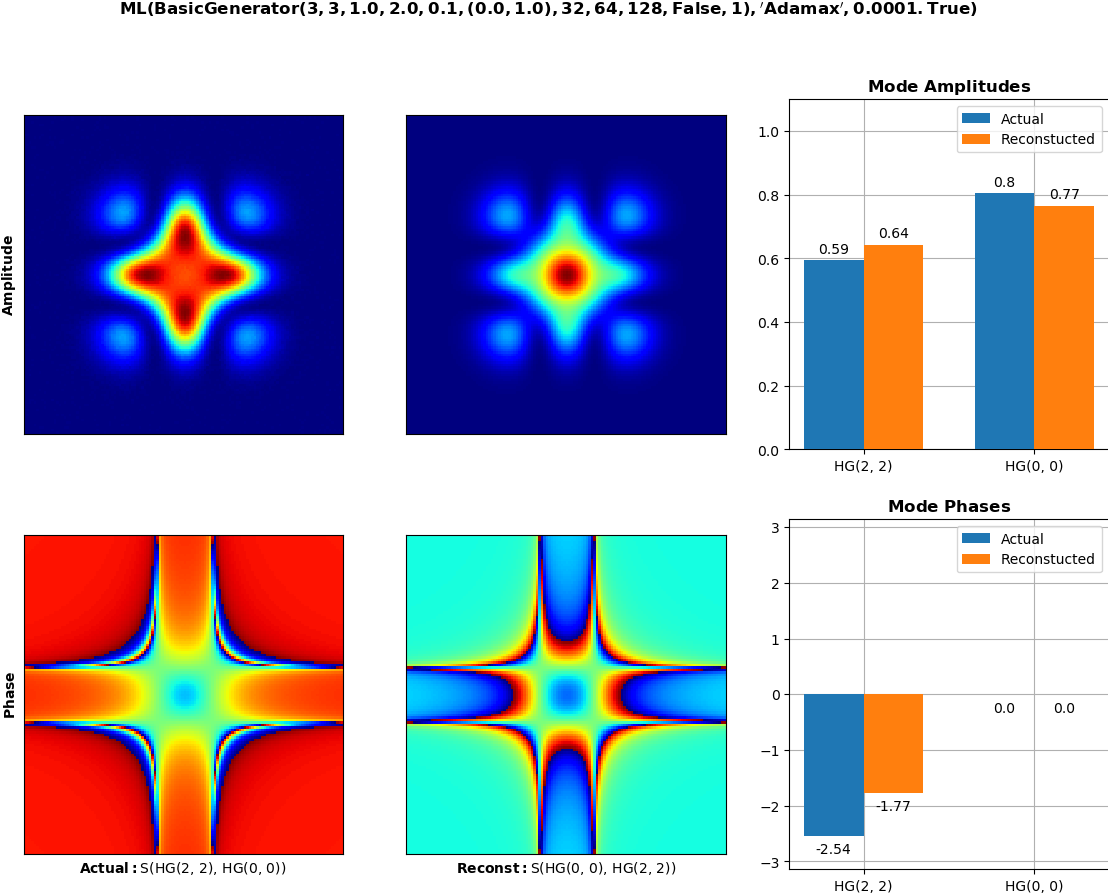 ML(BasicGenerator(3, 3, 1.0, 2.0, 0.1, (0.0, 1.0), 32, 64, 128, False, 1), ′Adamax′, 0.0001. True)
Amplitude
Mode Amplitudes
Actual
Reconstucted
1.0
0.8
0.6
0.4
0.2
0.0
0.59
0.64
0.8
0.77
HG(2, 2)
HG(0, 0)
Phase
Actual: S(HG(2, 2), HG(0, 0))
Reconst: S(HG(0, 0), HG(2, 2))
Mode Phases
Actual
Reconstucted
3
2
1
0
−1
−2
−3
-2.54
-1.77
0.0
0.0
HG(2, 2)
HG(0, 0)